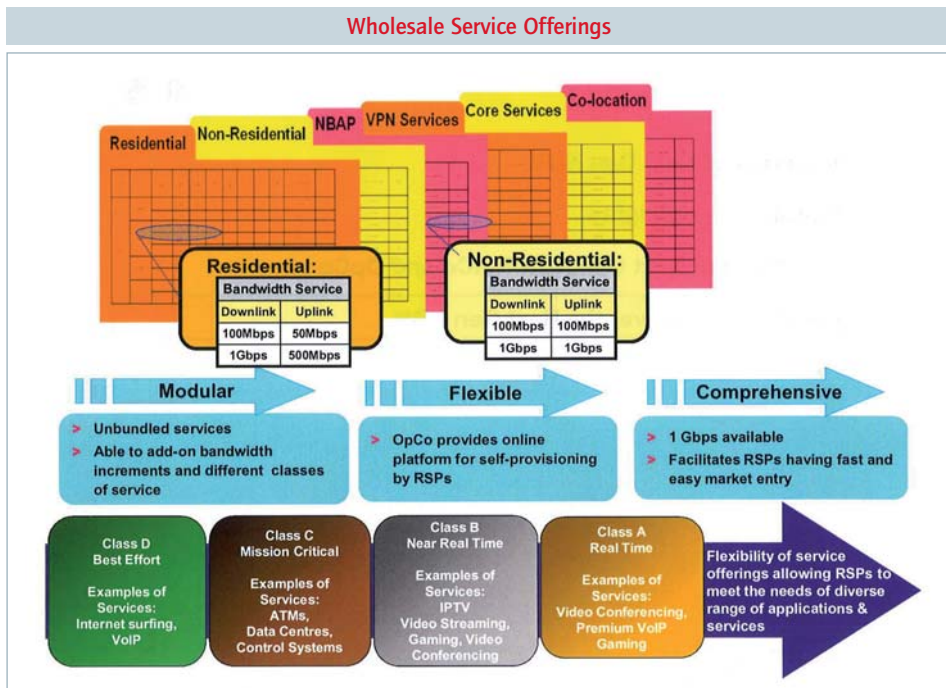 Wholesale Service Offerings
Residential
Non-Residential
NBAP
VPN Services
Core Services
Co-location
Residential:
Bandwidth Service
Downlink Uplink
100Mbps 50Mbps
1Gbps 500Mbps
Non-Residential:
Bandwidth Service
Downlink Uplink
100Mbps 100Mbps
1Gbps 1Gbps
Modular
> Unbundled services
> Able to add-on bandwidth
increments and different classes
of service
Flexible
> OpCo provides online
platform for self-provisioning
by RSPs
Comprehensive
> 1 Gbps available
> Facilitates RSPs having fast and
easy market entry
Class D
Best Effort
Examples of
Services:
Internet surfing,
VoIP
Class C
Mission Critical
Examples of
Services:
ATMs,
Data Centres,
Control Systems
Class B
Near Real Time
Examples of
Services:
IPTV
Video Streaming,
Gaming, Video
Conferencing
Class A
Real Time
Examples of
Services:
Video Conferencing,
Premium VoIP
Gaming
Flexibility of service
offerings allowing RSPs to
meet the needs of diverse
range of applications &
services